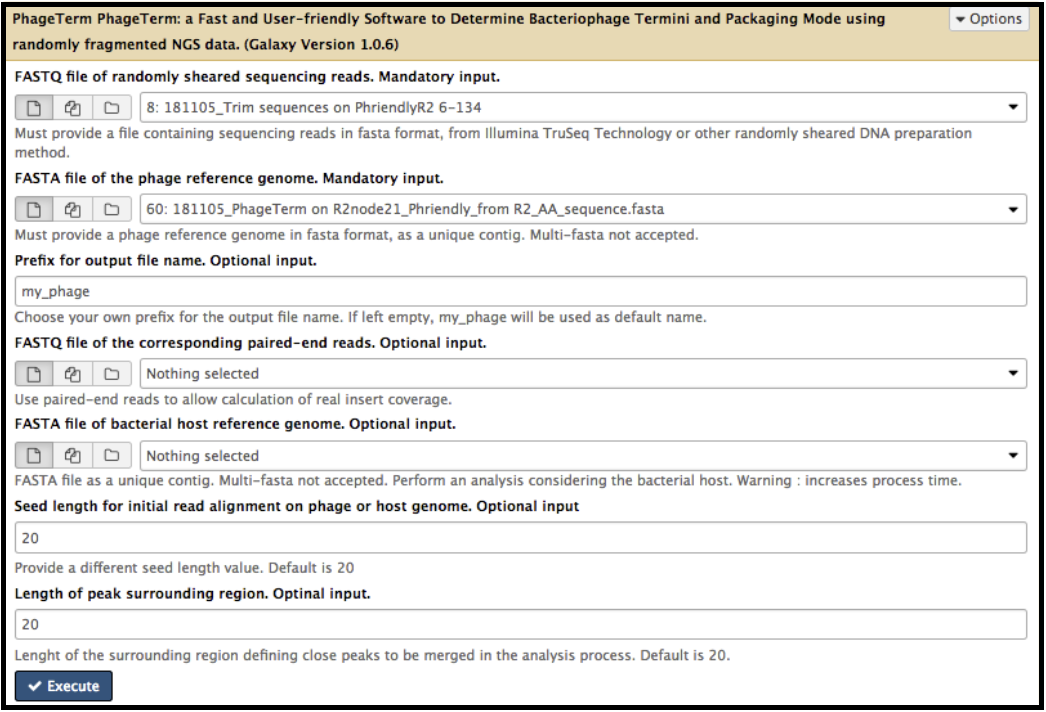 PhageTerm PhageTerm: a Fast and User-friendly Software to Determine Bacteriophage Termini and Packaging Mode using
randomly fragmented NGS data. (Galaxy Version 1.0.6)
Options
FASTQ file of randomly sheared sequencing reads. Mandatory input.
8: 181105_Trim sequences on PhriendlyR2 6-134
Must provide a file containing sequencing reads in fasta format, from Illumina TruSeq Technology or other randomly sheared DNA preparation
method.
FASTA file of the phage reference genome. Mandatory input.
60: 181105_PhageTerm on R2node21_Phriendly_from R2_AA_sequence.fasta
Must provide a phage reference genome in fasta format, as a unique contig. Multi-fasta not accepted.
Prefix for output file name. Optional input.
my_phage
Choose your own prefix for the output file name. If left empty, my_phage will be used as default name.
FASTQ file of the corresponding paired-end reads. Optional input.
Nothing selected
Use paired-end reads to allow calculation of real insert coverage.
FASTA file of bacterial host reference genome. Optional input.
Nothing selected
FASTA file as a unique contig. Multi-fasta not accepted. Perform an analysis considering the bacterial host. Warning : increases process time.
Seed length for initial read alignment on phage or host genome. Optional input
20
Provide a different seed length value. Default is 20
Length of peak surrounding region. Optinal input.
20
Lenght of the surrounding region defining close peaks to be merged in the analysis process. Default is 20.
Execute